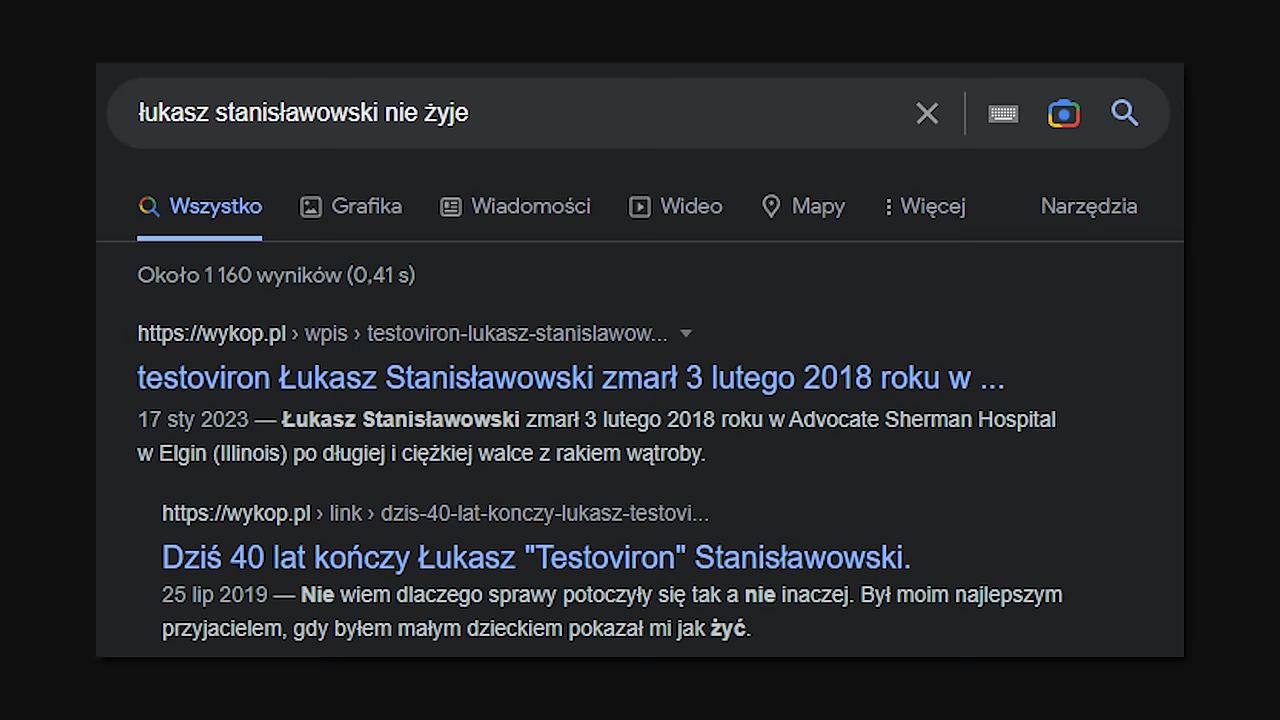 łukasz stanisławowski nie żyje
Wszystko Grafika Wiadomości Wideo Mapy Więcej Narzędzia
Około 1 160 wyników (0,41 s)
https://wykop.pl › wpis › testoviron-lukasz-stanislawow...
testoviron Łukasz Stanisławowski zmarł 3 lutego 2018 roku w ...
17 sty 2023 — Łukasz Stanisławowski zmarł 3 lutego 2018 roku w Advocate Sherman Hospital
w Elgin (Illinois) po długiej i ciężkiej walce z rakiem wątroby.
https://wykop.pl › link › dzis-40-lat-konczy-lukasz-testovi...
Dziś 40 lat kończy Łukasz "Testoviron" Stanisławowski.
25 lip 2019 — Nie wiem dlaczego sprawy potoczyły się tak a nie inaczej. Był moim najlepszym
przyjacielem, gdy byłem małym dzieckiem pokazał mi jak żyć.